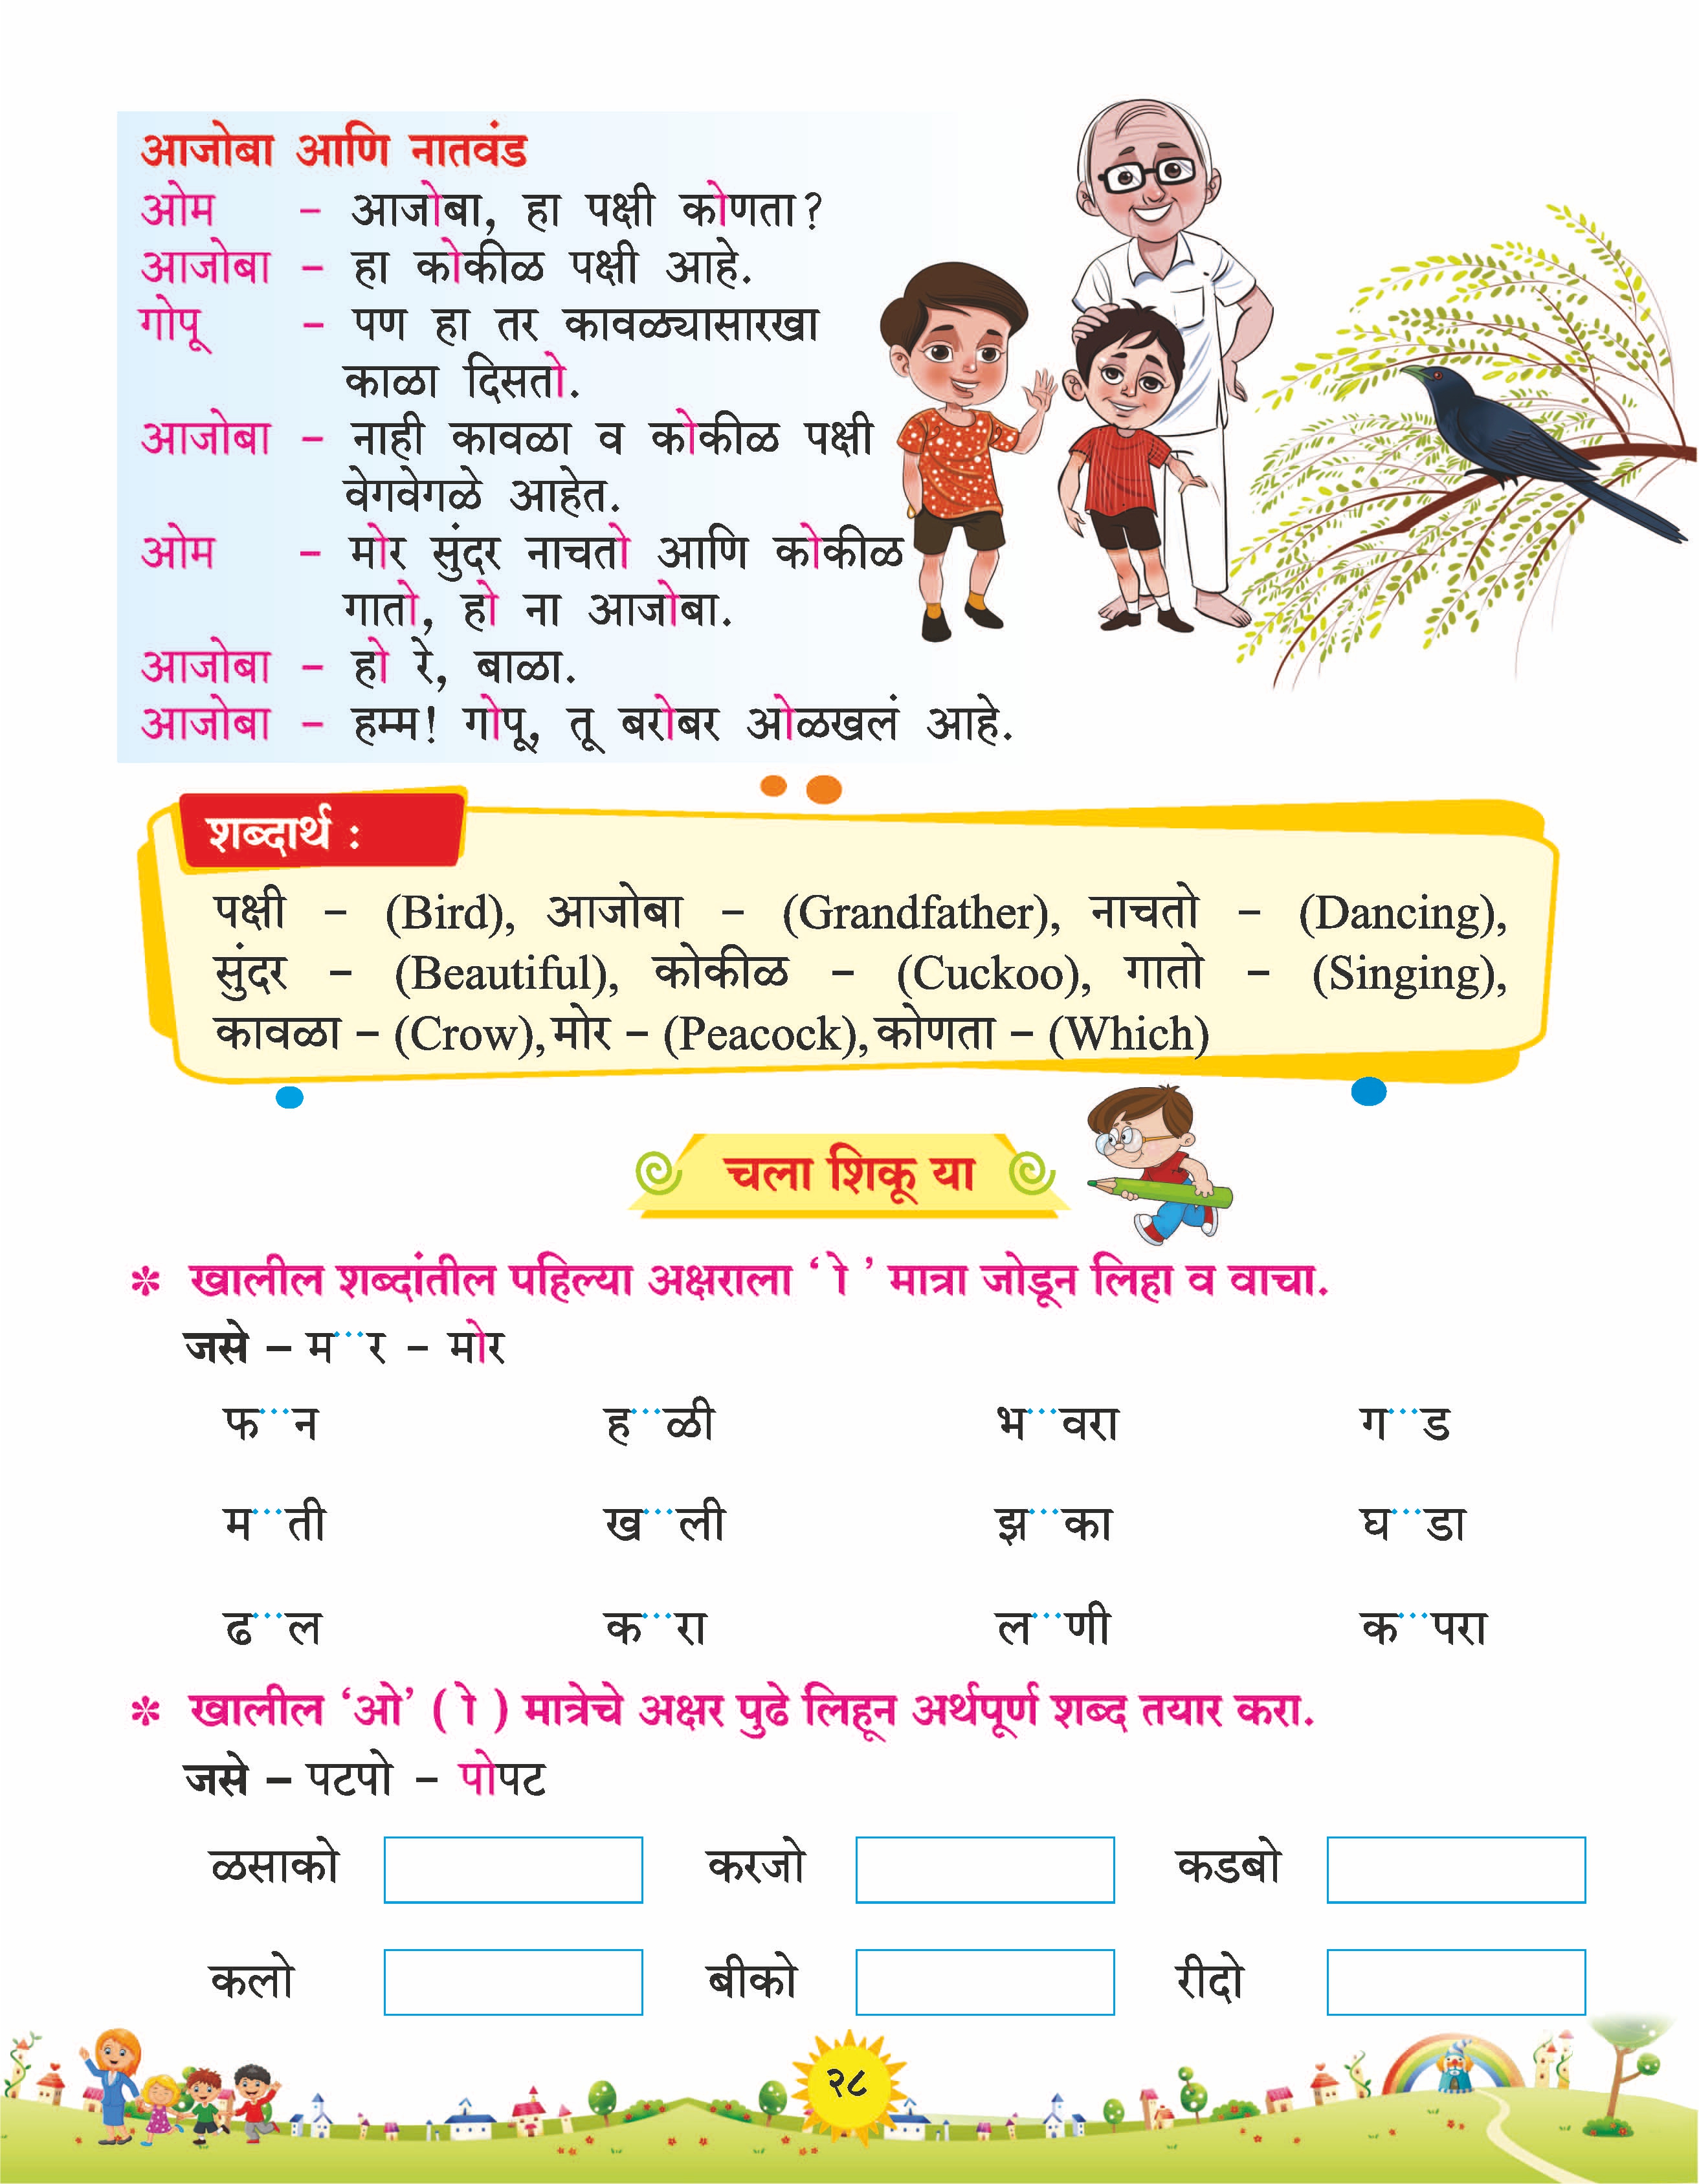 आजोबा आणि नातवंड
ओम – आजोबा, हा पक्षी कोणता?
आजोबा – हा कोकीळ पक्षी आहे.
गोपू – पण हा तर कावळ्यासारखा
काळा दिसतो.
आजोबा – नाही कावळा व कोकीळ पक्षी
वेगवेगळे आहेत.
ओम – मोर सुंदर नाचतो आणि कोकीळ
गातो, हो ना आजोबा.
आजोबा – हो रे, बाळा.
आजोबा – हम्म! गोपू, तू बरोबर ओळखलं आहे.
शब्दार्थ :
पक्षी – (Bird), आजोबा – (Grandfather), नाचतो – (Dancing),
सुंदर – (Beautiful), कोकीळ – (Cuckoo), गातो – (Singing),
कावळा – (Crow), मोर – (Peacock), कोणता – (Which)
चला शिकू या
* खालील शब्दांतील पहिल्या अक्षराला ‘ ो ’ मात्रा जोडून लिहा व वाचा.
जसे – म...र – मोर
फ...न ह...ळी भ...वरा ग...ड
म...ती ख...ली झ...का घ...डा
ढ...ल क...रा ल...णी क...परा
* खालील ‘ओ’ ( ो ) मात्रेचे अक्षर पुढे लिहून अर्थपूर्ण शब्द तयार करा.
जसे – पटपो – पोपट
ळसाको करजो कडबो
कलो बीको रीदो
२८